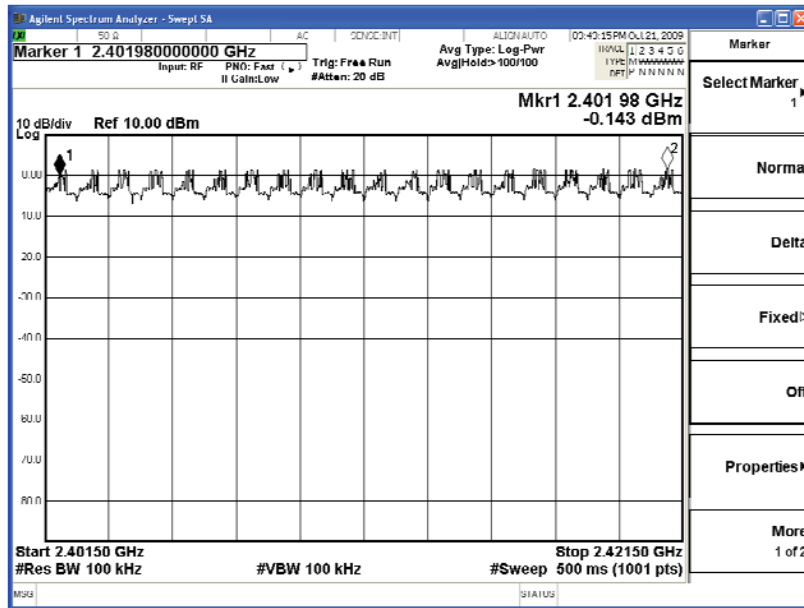 Agilent Spectrum Analyzer - Swept SA
50 Ω AC SENSE:INT ALIGN AUTO 03:43:15PM Oct 21, 2009
Marker 1 2.401980000000 GHz
Input: RF PNO: Fast Trig: Free Run
IFGain:Low #Atten: 20 dB
Avg Type: Log-Pwr
Avg|Hold:>100/100
TRACE 1 2 3 4 5 6
TYPE M
DET P N N N N N
Mkr1 2.401 98 GHz
-0.143 dBm
10 dB/div Ref 10.00 dBm
Log
1
2
0.00
10.0
20.0
-30.0
-40.0
-50.0
60.0
70.0
80.0
Start 2.40150 GHz Stop 2.42150 GHz
#Res BW 100 kHz #VBW 100 kHz #Sweep 500 ms (1001 pts)
MSG STATUS
Marker
Select Marker
1
Norma
Delta
Fixed
Off
Properties
More
1 of 2